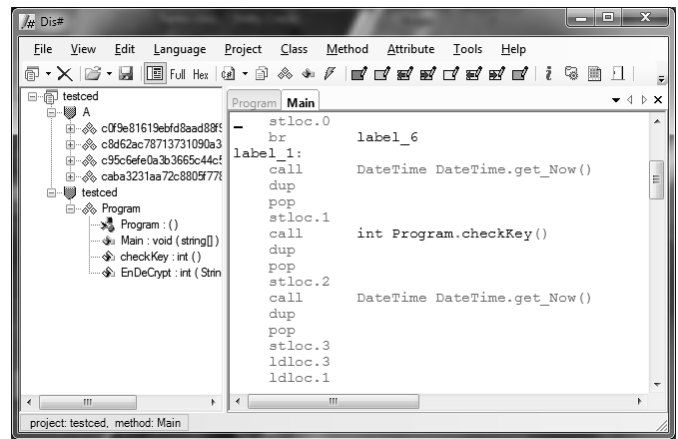 Dis#
File View Edit Language Project Class Method Attribute Tools Help
Full Hex
testced
A
c0f9e81619ebfd8aad88f5
c8d62ac78713731090a3
c95c6efe0a3b3665c44c5
caba3231aa72c8805f778
testced
Program
Program : ( )
Main : void ( string[] )
checkKey : int ( )
EnDeCrypt : int ( Strin
Program Main
stloc.0
br label_6
label_1:
call DateTime DateTime.get_Now()
dup
pop
stloc.1
call int Program.checkKey()
dup
pop
stloc.2
call DateTime DateTime.get_Now()
dup
pop
stloc.3
ldloc.3
ldloc.1
project: testced, method: Main